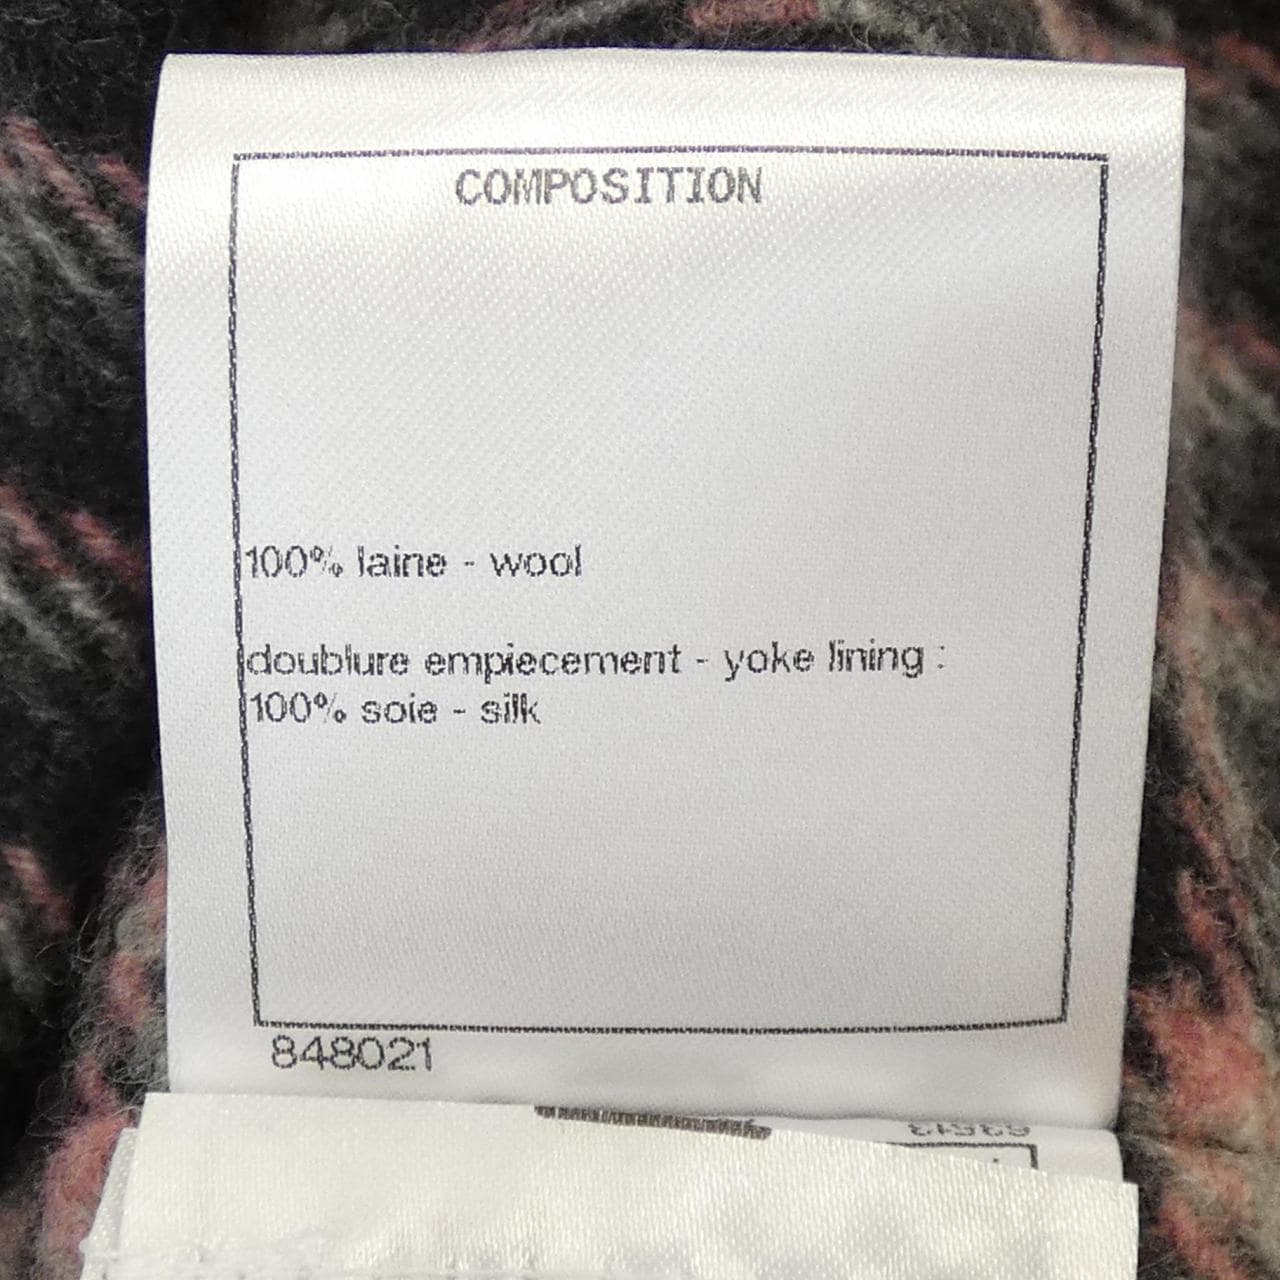 COMPOSITION
100% laine - wool
doublure empiecement - yoke lining :
100% soie - silk
848021